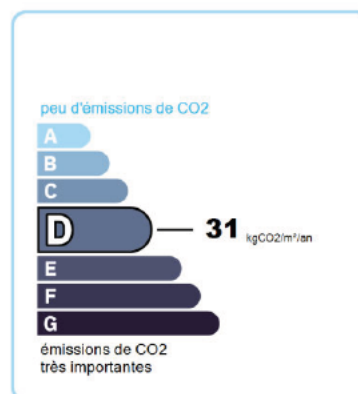 peu d'émissions de CO2
A
B
C
D 31 kgCO2/m²/an
E
F
G
émissions de CO2
très importantes